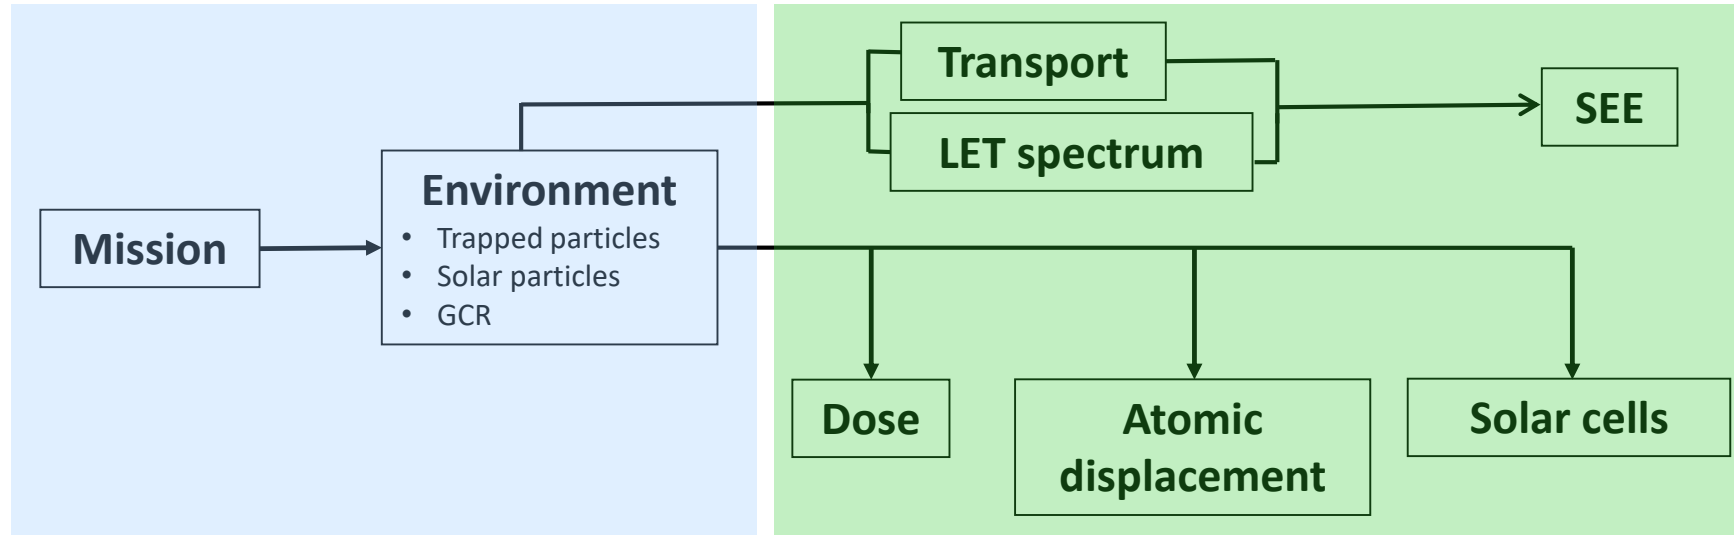 Mission
Environment
• Trapped particles
• Solar particles
• GCR
Transport
LET spectrum
SEE
Dose
Atomic
displacement
Solar cells